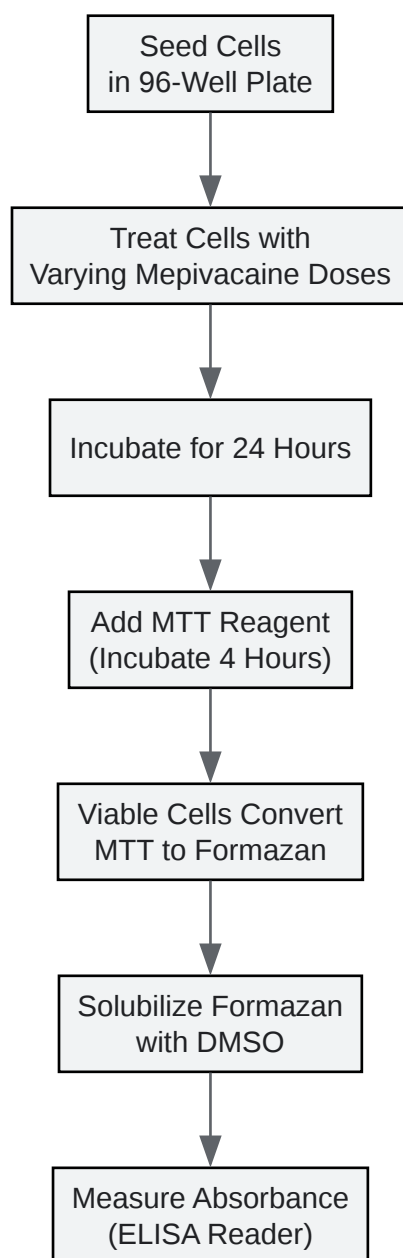 Seed Cells
in 96-Well Plate
Treat Cells with
Varying Mepivacaine Doses
Incubate for 24 Hours
Add MTT Reagent
(Incubate 4 Hours)
Viable Cells Convert
MTT to Formazan
Solubilize Formazan
with DMSO
Measure Absorbance
(ELISA Reader)